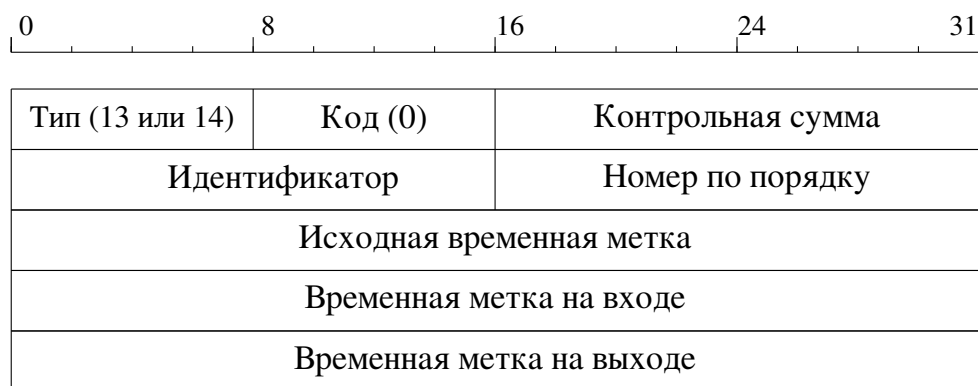 0 8 16 24 31
Тип (13 или 14) Код (0) Контрольная сумма
Идентификатор Номер по порядку
Исходная временная метка
Временная метка на входе
Временная метка на выходе